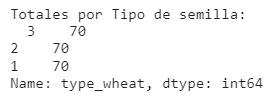 Totales por Tipo de semilla:
3    70
2    70
1    70
Name: type_wheat, dtype: int64